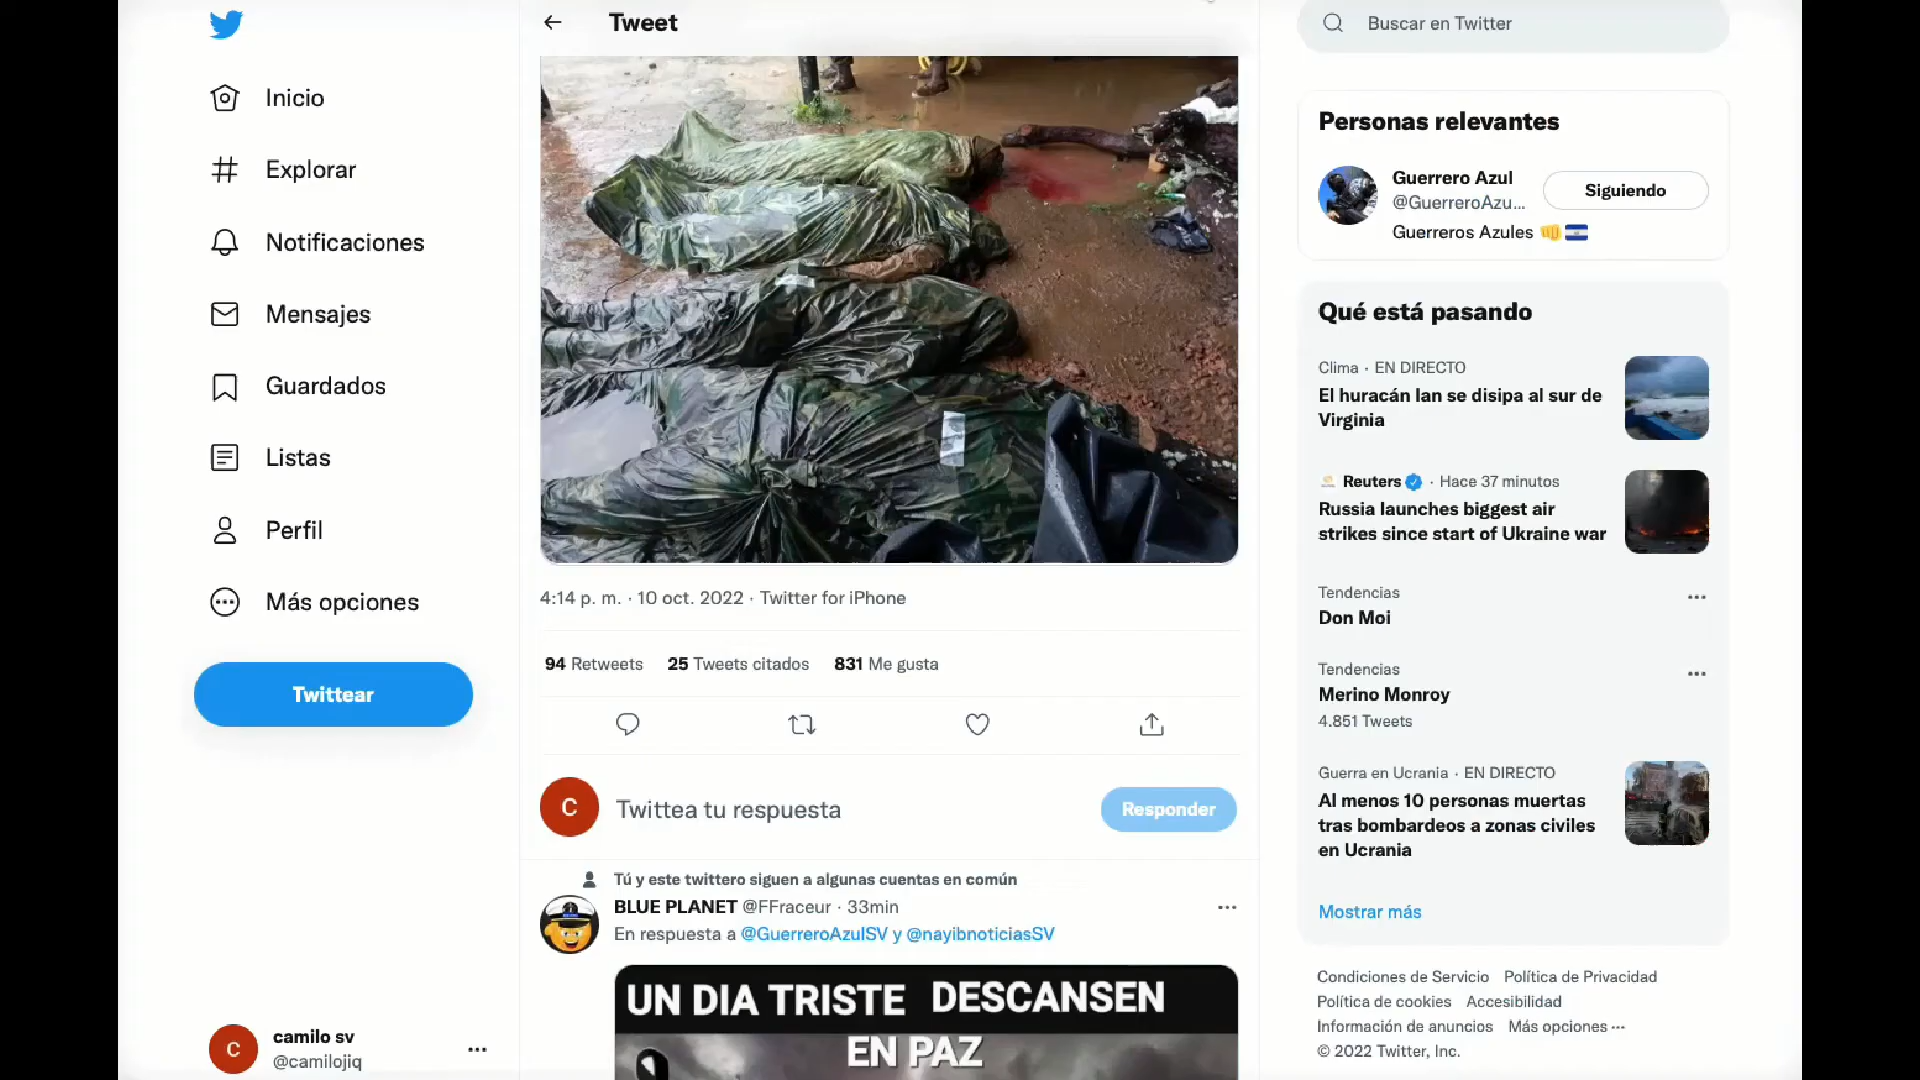 Tweet
Buscar en Twitter
Inicio
Explorar
Notificaciones
Mensajes
Guardados
Listas
Perfil
Más opciones
Twittear
camilo sv
@camilojiq
4:14 p. m. · 10 oct. 2022 · Twitter for iPhone
94 Retweets 25 Tweets citados 831 Me gusta
C
Twittea tu respuesta
Responder
Tú y este twittero siguen a algunas cuentas en común
BLUE PLANET @FFraceur · 33min
En respuesta a @GuerreroAzulSV y @nayibnoticiasSV
UN DIA TRISTE DESCANSEN
EN PAZ
Personas relevantes
Guerrero Azul
@GuerreroAzu...
Siguiendo
Guerreros Azules
Qué está pasando
Clima · EN DIRECTO
El huracán Ian se disipa al sur de
Virginia
Reuters · Hace 37 minutos
Russia launches biggest air
strikes since start of Ukraine war
Tendencias
Don Moi
Tendencias
Merino Monroy
4.851 Tweets
Guerra en Ucrania · EN DIRECTO
Al menos 10 personas muertas
tras bombardeos a zonas civiles
en Ucrania
Mostrar más
Condiciones de Servicio Política de Privacidad
Política de cookies Accesibilidad
Información de anuncios Más opciones ···
© 2022 Twitter, Inc.
C